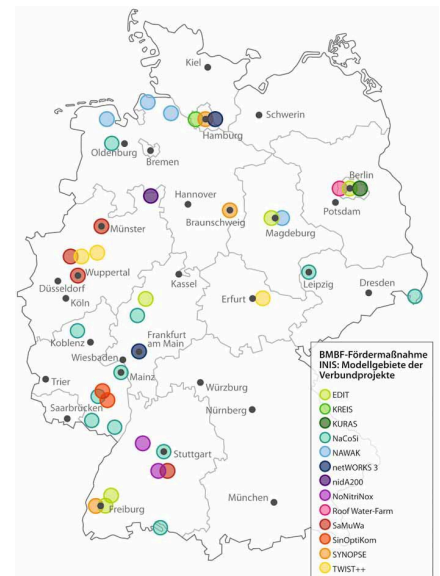 Kiel
Schwerin
Hamburg
Oldenburg
Bremen
Berlin
Hannover
Potsdam
Braunschweig
Münster
Magdeburg
Wuppertal
Düsseldorf
Kassel
Leipzig
Köln
Erfurt
Dresden
Koblenz
Frankfurt
am Main
Wiesbaden
Mainz
Trier
Würzburg
Saarbrücken
Nürnberg
Stuttgart
München
Freiburg
BMBF-Fördermaßnahme
INIS: Modellgebiete der
Verbundprojekte
EDIT
KREIS
KURAS
NaCoSi
NAWAK
netWORKS 3
nidA200
NoNitriNox
Roof Water-Farm
SaMuWa
SinOptiKom
SYNOPSE
TWIST++